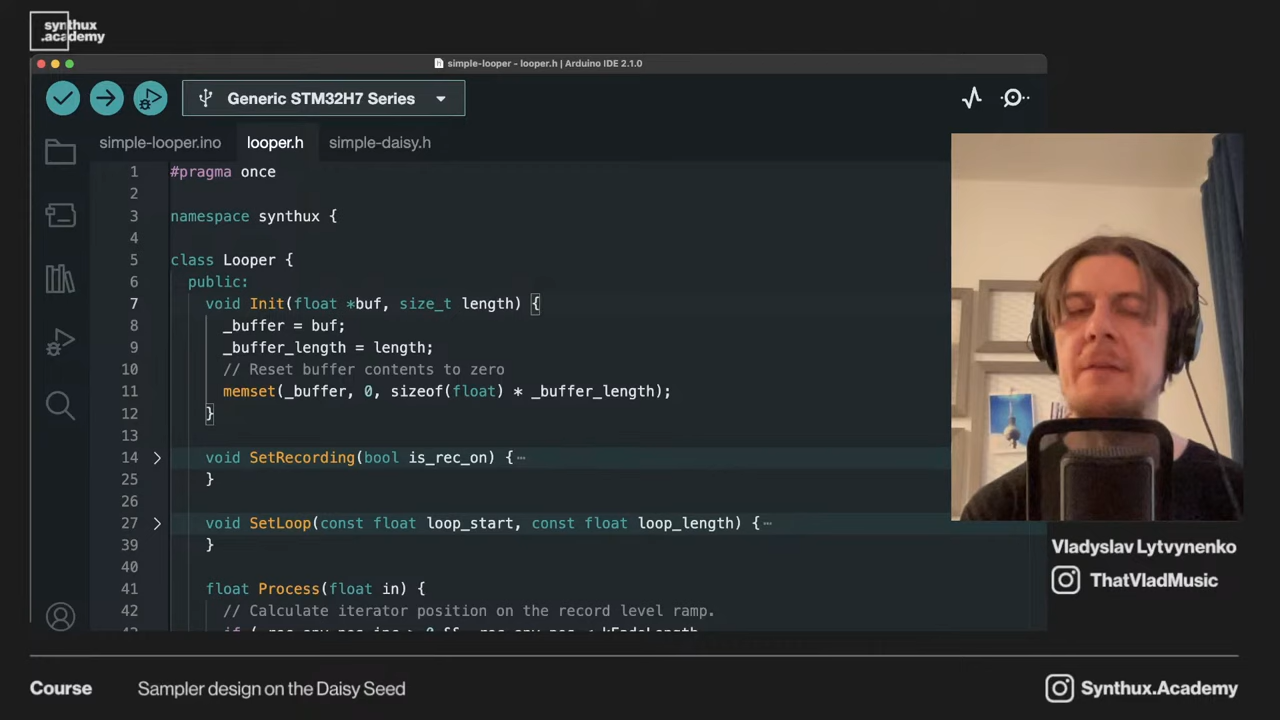 synthux
.academy
simple-looper - looper.h | Arduino IDE 2.1.0
Generic STM32H7 Series
simple-looper.ino looper.h simple-daisy.h
1 #pragma once
2
3 namespace synthux {
4
5 class Looper {
6 public:
7 void Init(float *buf, size_t length) {
8 _buffer = buf;
9 _buffer_length = length;
10 // Reset buffer contents to zero
11 memset(_buffer, 0, sizeof(float) * _buffer_length);
12 }
13
14 void SetRecording(bool is_rec_on) { ···
25 }
26
27 void SetLoop(const float loop_start, const float loop_length) { ···
39 }
40
41 float Process(float in) {
42 // Calculate iterator position on the record level ramp.
Vladyslav Lytvynenko
ThatVladMusic
Course Sampler design on the Daisy Seed
Synthux.Academy